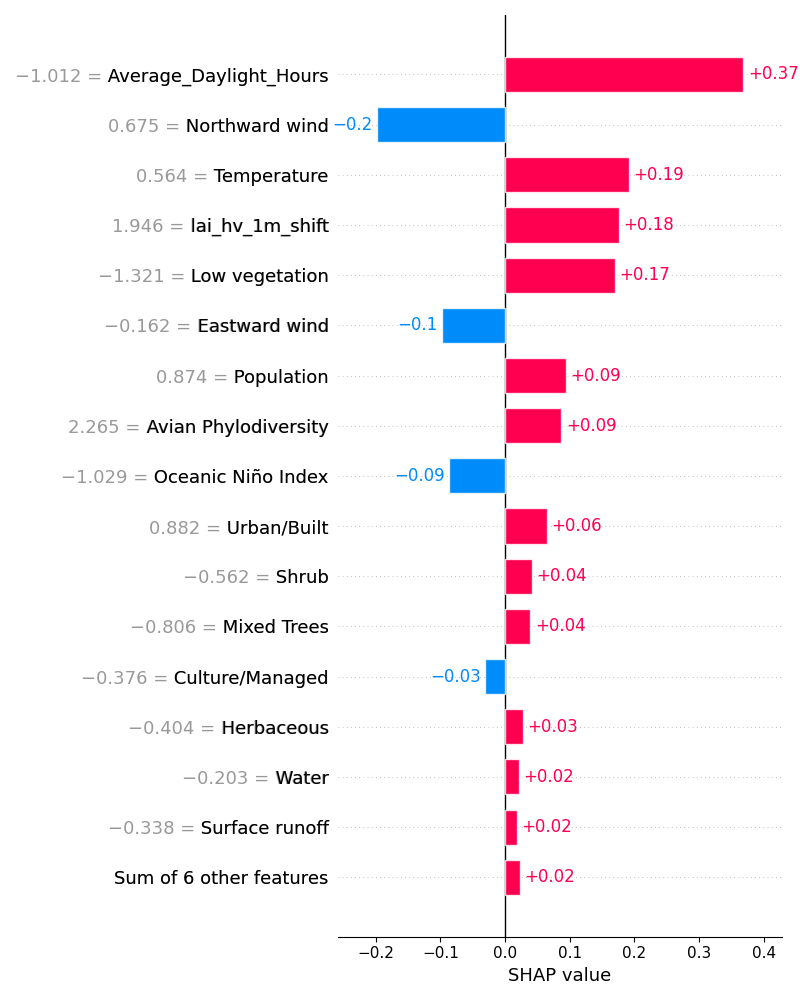 −1.012 = Average_Daylight_Hours +0.37
0.675 = Northward wind −0.2
0.564 = Temperature +0.19
1.946 = lai_hv_1m_shift +0.18
−1.321 = Low vegetation +0.17
−0.162 = Eastward wind −0.1
0.874 = Population +0.09
2.265 = Avian Phylodiversity +0.09
−1.029 = Oceanic Niño Index −0.09
0.882 = Urban/Built +0.06
−0.562 = Shrub +0.04
−0.806 = Mixed Trees +0.04
−0.376 = Culture/Managed −0.03
−0.404 = Herbaceous +0.03
−0.203 = Water +0.02
−0.338 = Surface runoff +0.02
Sum of 6 other features +0.02
−0.2 −0.1 0.0 0.1 0.2 0.3 0.4
SHAP value